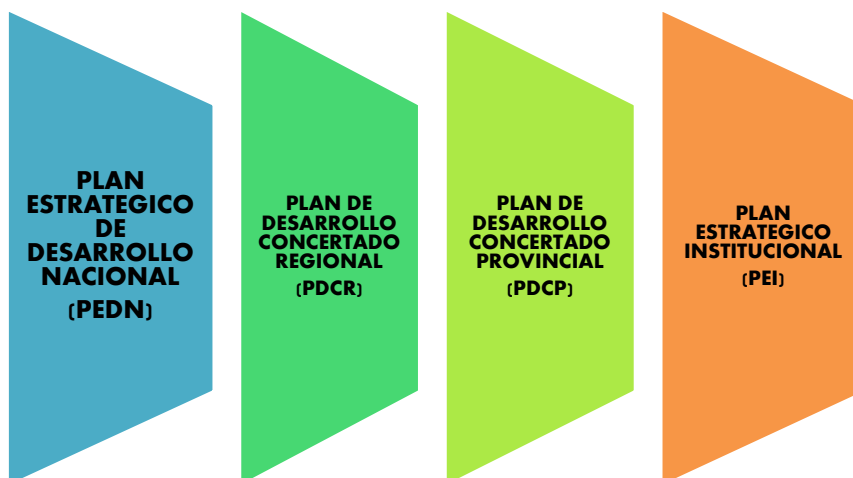 PLAN
ESTRATEGICO
DE
DESARROLLO
NACIONAL
(PEDN)
PLAN DE
DESARROLLO
CONCERTADO
REGIONAL
(PDCR)
PLAN DE
DESARROLLO
CONCERTADO
PROVINCIAL
(PDCP)
PLAN
ESTRATEGICO
INSTITUCIONAL
(PEI)